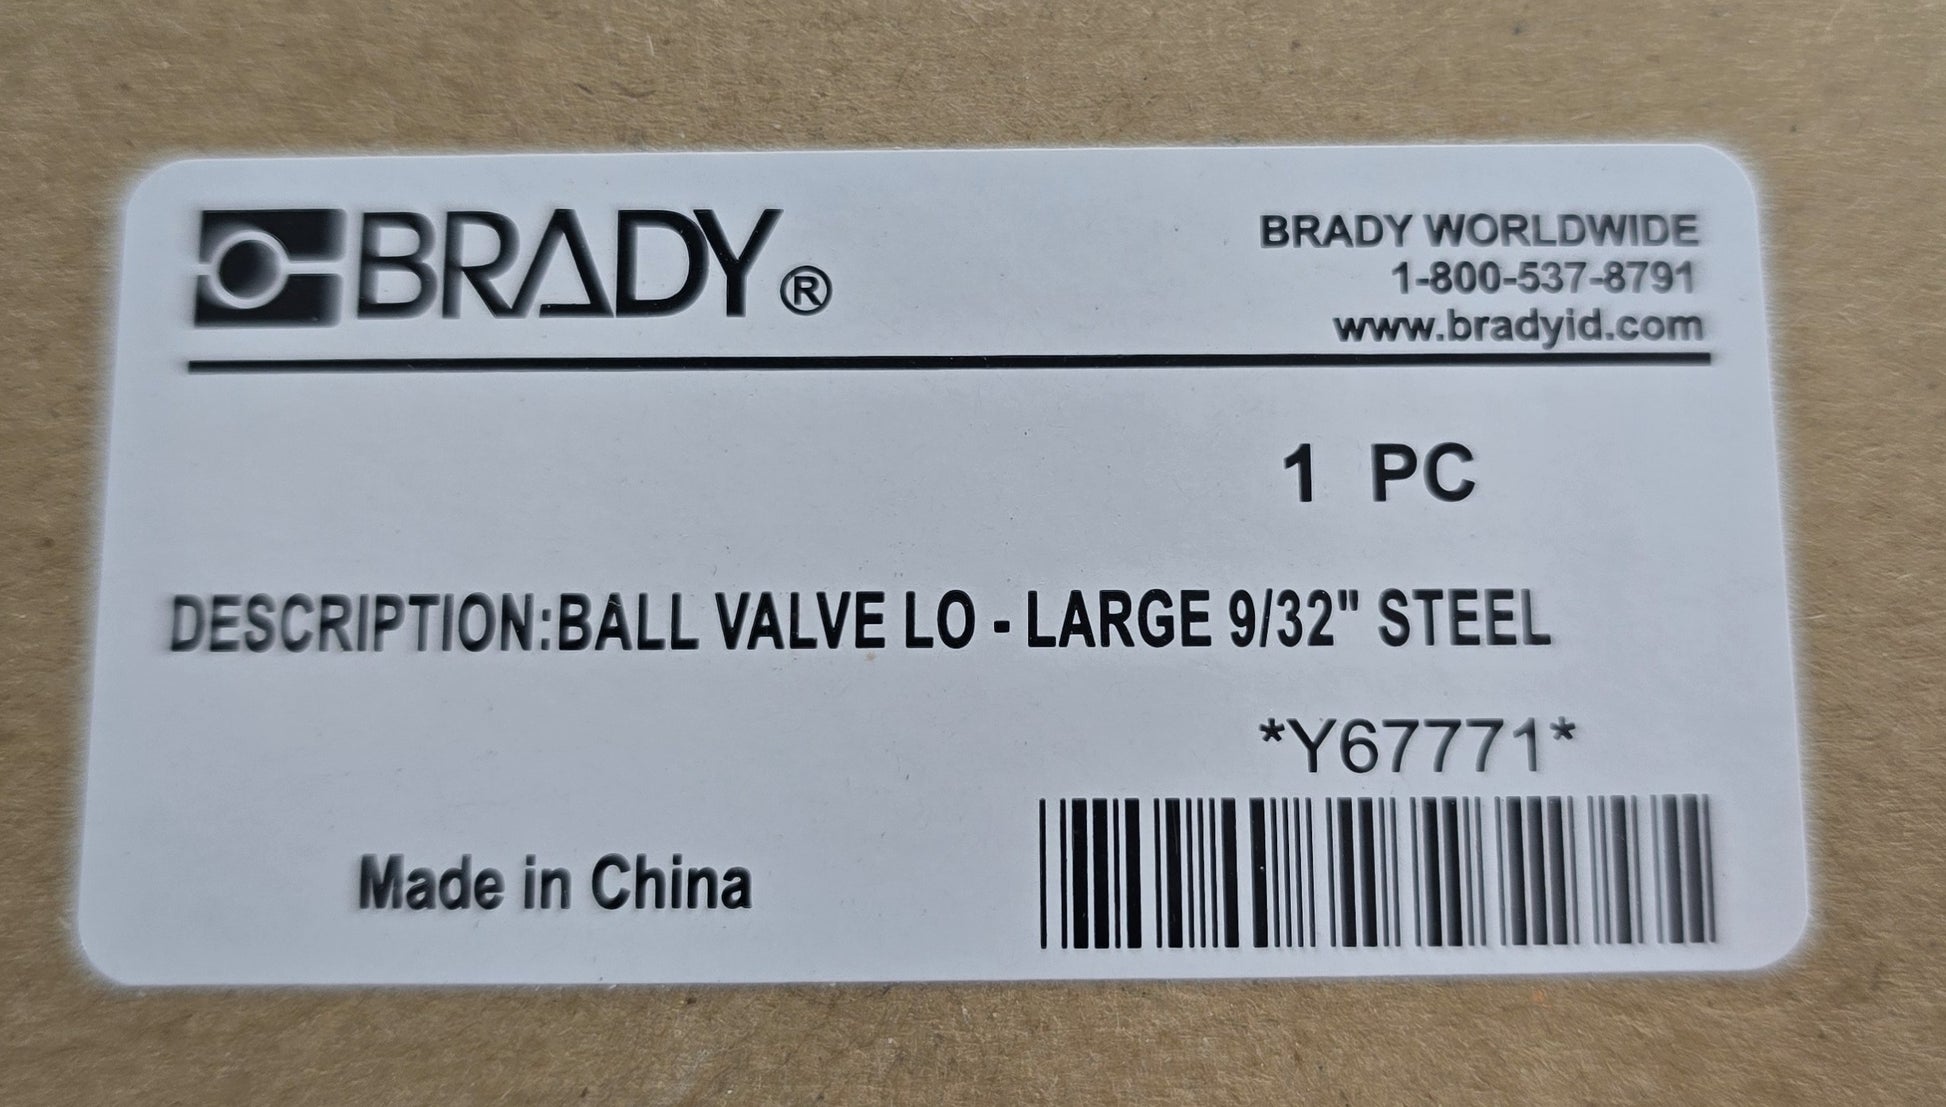 BRADY®
BRADY WORLDWIDE
1-800-537-8791
www.bradyid.com
1 PC
DESCRIPTION:BALL VALVE LO - LARGE 9/32" STEEL
*Y67771*
Made in China